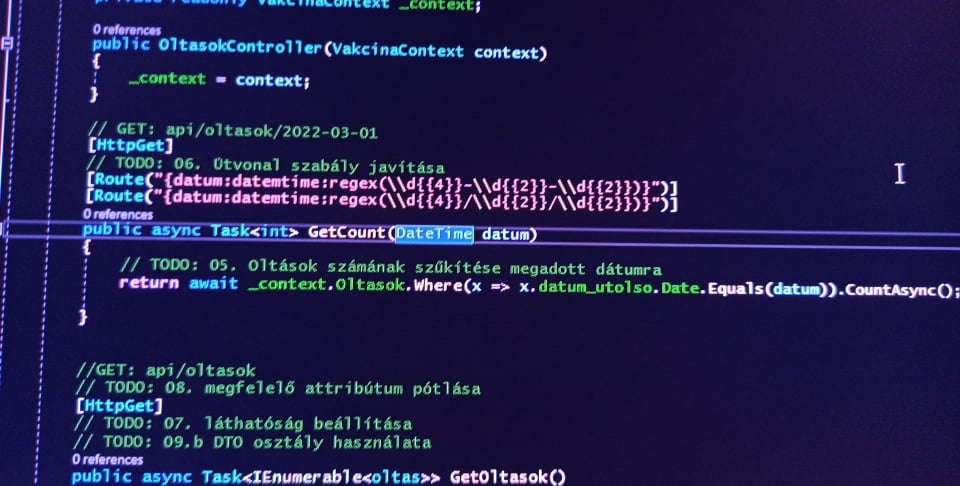 private readonly VakcinaContext _context;
0 references
public OltasokController(VakcinaContext context)
{
_context = context;
}
// GET: api/oltasok/2022-03-01
[HttpGet]
// TODO: 06. Útvonal szabály javítása
[Route("{datum:datemtime:regex(\\d{{4}}-\\d{{2}}-\\d{{2}})}")]
[Route("{datum:datemtime:regex(\\d{{4}}/\\d{{2}}/\\d{{2}})}")]
0 references
public async Task<int> GetCount(DateTime datum)
{
// TODO: 05. Oltások számának szűkítése megadott dátumra
return await _context.Oltasok.Where(x => x.datum_utolso.Date.Equals(datum)).CountAsync();
}
//GET: api/oltasok
// TODO: 08. megfelelő attribútum pótlása
[HttpGet]
// TODO: 07. láthatóság beállítása
// TODO: 09.b DTO osztály használata
0 references
public async Task<IEnumerable<oltas>> GetOltasok()